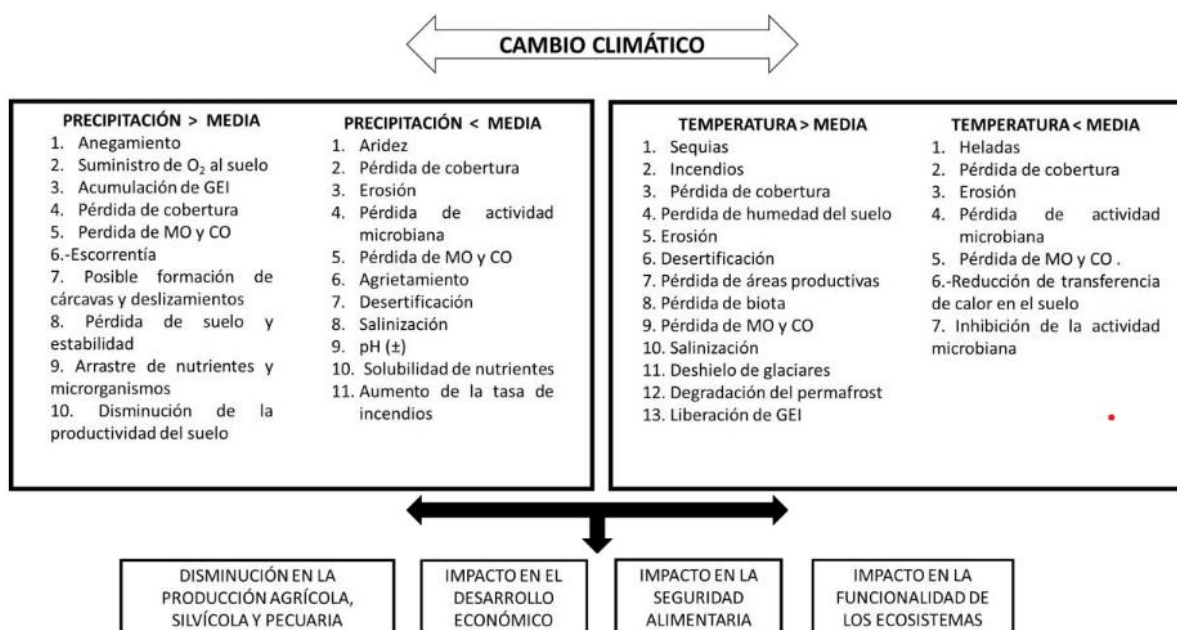 CAMBIO CLIMÁTICO
PRECIPITACIÓN > MEDIA
1. Anegamiento
2. Suministro de O₂ al suelo
3. Acumulación de GEI
4. Pérdida de cobertura
5. Perdida de MO y CO
6.-Escorrentía
7. Posible formación de
cárcavas y deslizamientos
8. Pérdida de suelo y
estabilidad
9. Arrastre de nutrientes y
microrganismos
10. Disminución de la
productividad del suelo
PRECIPITACIÓN < MEDIA
1. Aridez
2. Pérdida de cobertura
3. Erosión
4. Pérdida de actividad
microbiana
5. Pérdida de MO y CO
6. Agrietamiento
7. Desertificación
8. Salinización
9. pH (±)
10. Solubilidad de nutrientes
11. Aumento de la tasa de
incendios
TEMPERATURA > MEDIA
1. Sequias
2. Incendios
3. Pérdida de cobertura
4. Perdida de humedad del suelo
5. Erosión
6. Desertificación
7. Pérdida de áreas productivas
8. Pérdida de biota
9. Pérdida de MO y CO
10. Salinización
11. Deshielo de glaciares
12. Degradación del permafrost
13. Liberación de GEI
TEMPERATURA < MEDIA
1. Heladas
2. Pérdida de cobertura
3. Erosión
4. Pérdida de actividad
microbiana
5. Pérdida de MO y CO .
6.-Reducción de transferencia
de calor en el suelo
7. Inhibición de la actividad
microbiana
DISMINUCIÓN EN LA
PRODUCCIÓN AGRÍCOLA,
SILVÍCOLA Y PECUARIA
IMPACTO EN EL
DESARROLLO
ECONÓMICO
IMPACTO EN LA
SEGURIDAD
ALIMENTARIA
IMPACTO EN LA
FUNCIONALIDAD DE
LOS ECOSISTEMAS